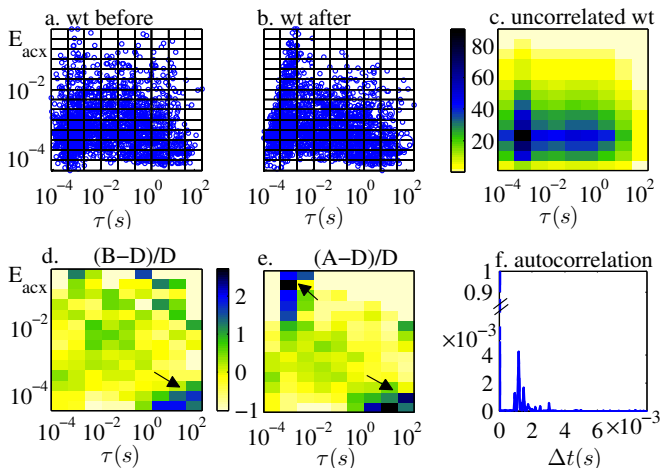 a. wt before
b. wt after
c. uncorrelated wt
E_acx
10^−2
10^−4
80
60
40
20
10^−4 10^−2 10^0 10^2
10^−4 10^−2 10^0 10^2
10^−4 10^−2 10^0 10^2
τ(s)
τ(s)
τ(s)
d. (B−D)/D
e. (A−D)/D
f. autocorrelation
E_acx
10^−2
10^−4
2
1
0
−1
1
0.9
×10^−3
4
2
0
10^−4 10^−2 10^0 10^2
10^−4 10^−2 10^0 10^2
0 2 4 6 ×10^−3
τ(s)
τ(s)
Δt(s)